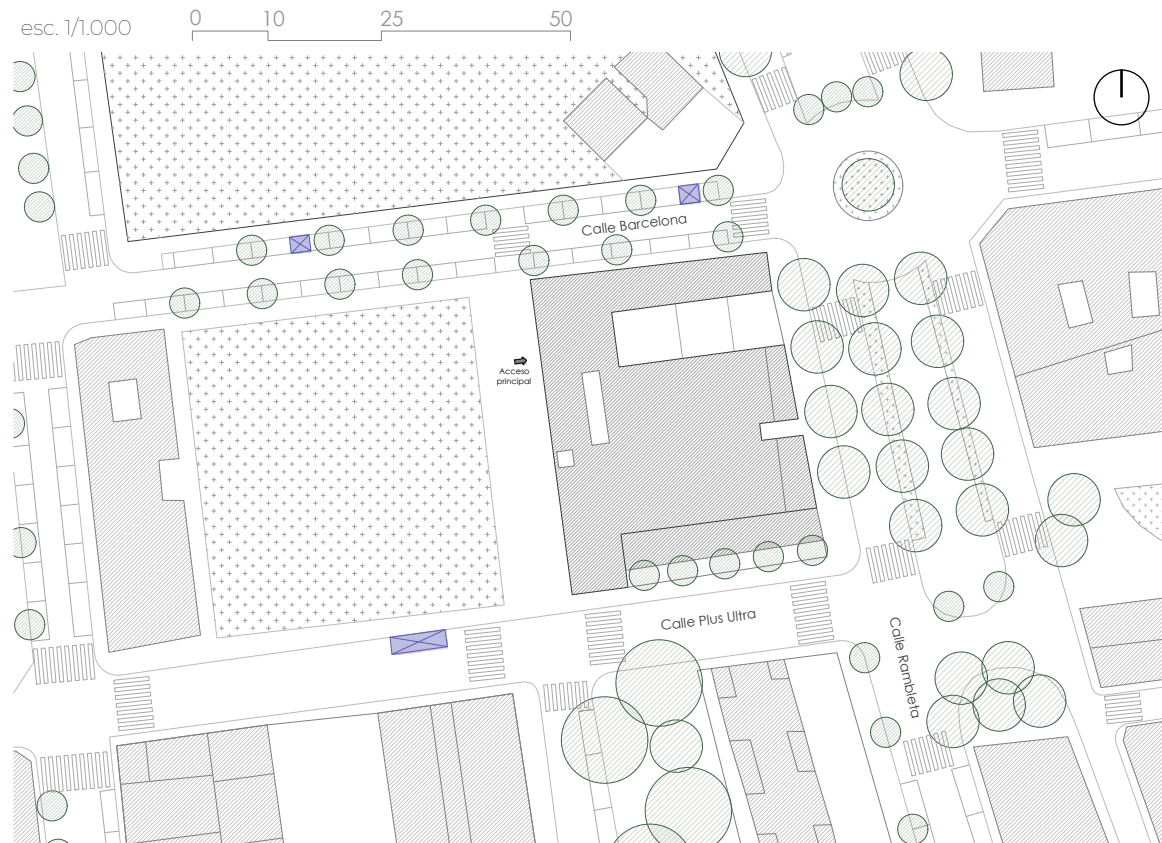 esc. 1/1.000
0 10 25 50
Calle Barcelona
Acceso
principal
Calle Plus Ultra
Calle Rambleta